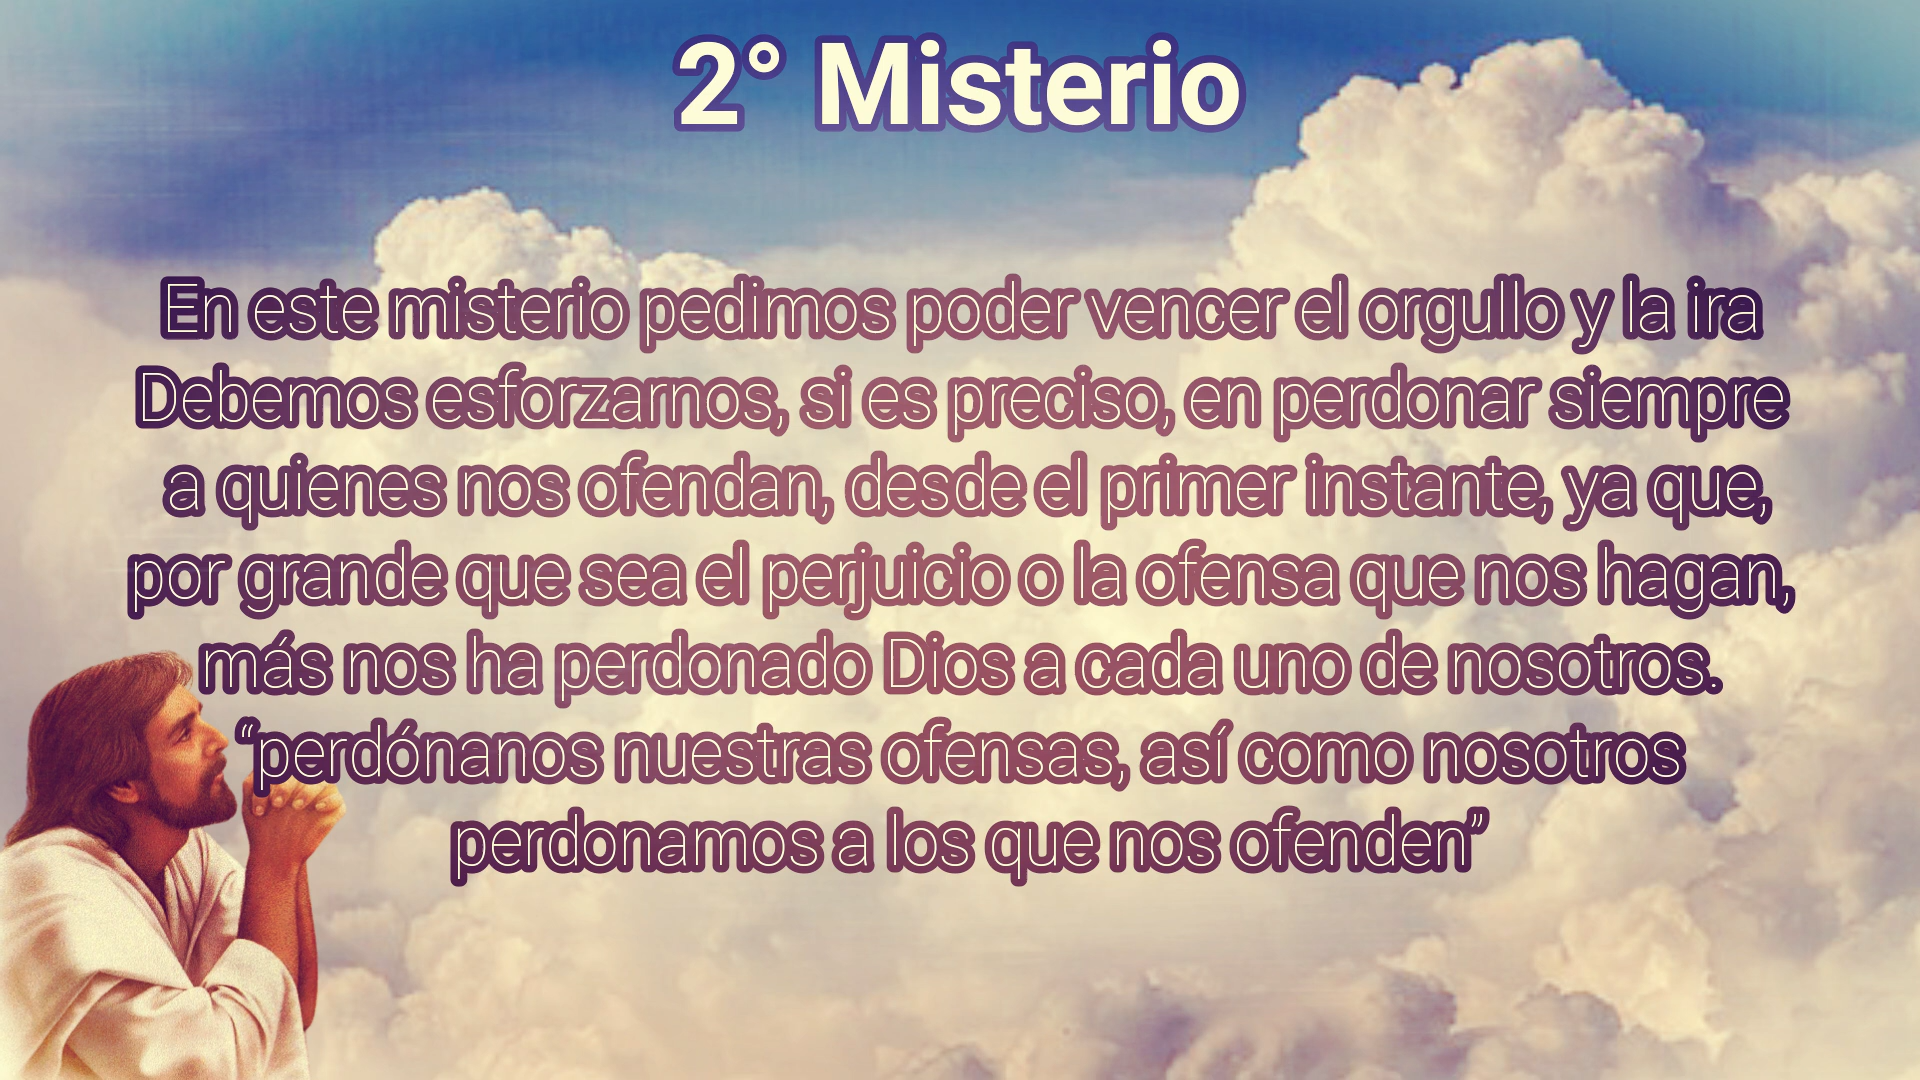 2° Misterio
En este misterio pedimos poder vencer el orgullo y la ira
Debemos esforzarnos, si es preciso, en perdonar siempre
a quienes nos ofendan, desde el primer instante, ya que,
por grande que sea el perjuicio o la ofensa que nos hagan,
más nos ha perdonado Dios a cada uno de nosotros.
“perdónanos nuestras ofensas, así como nosotros
perdonamos a los que nos ofenden”